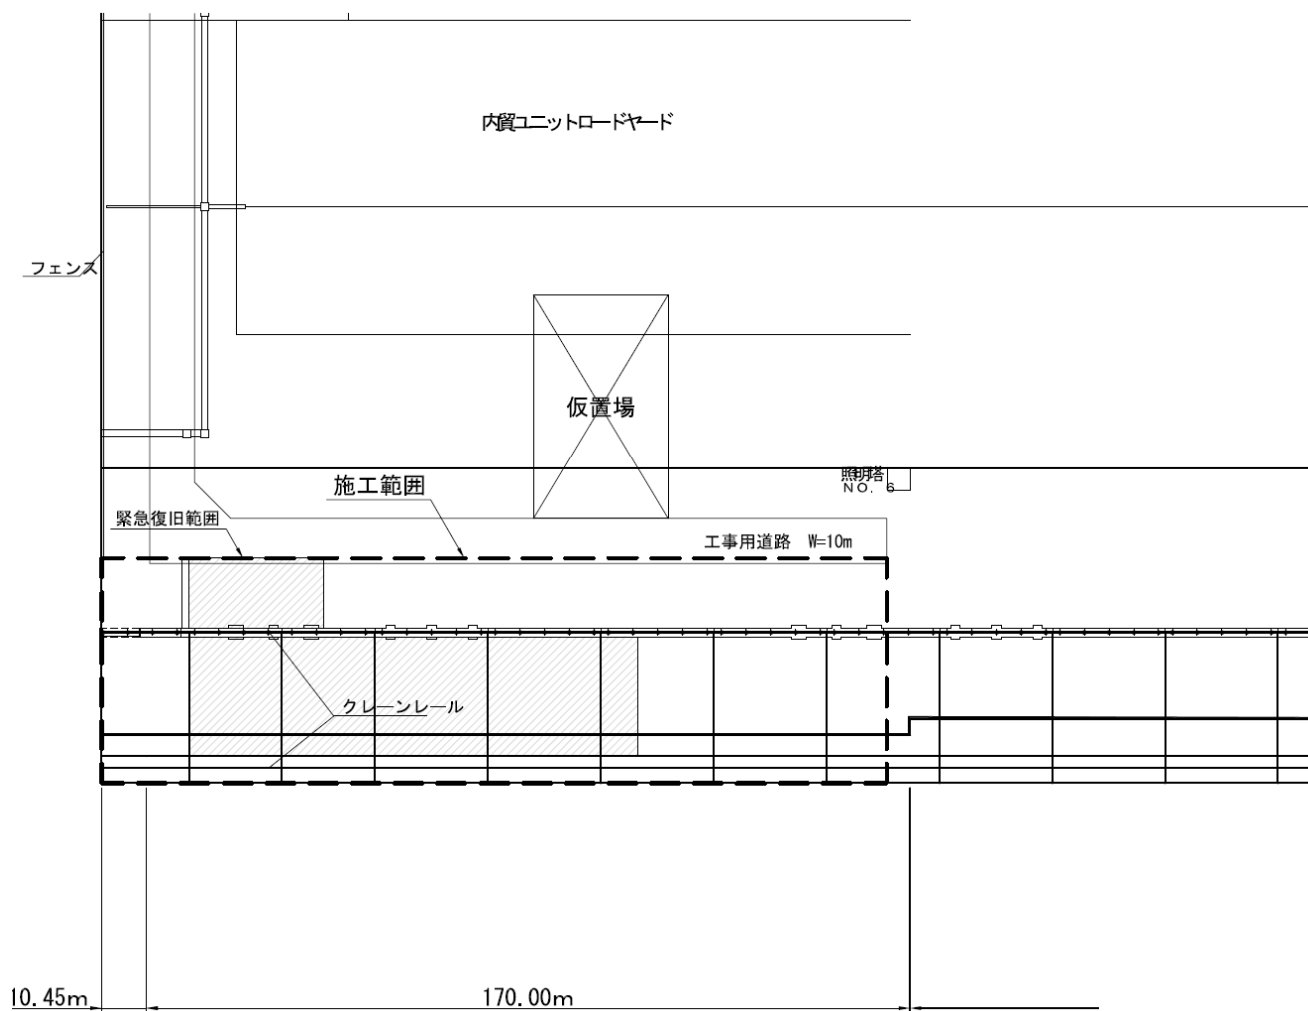 内貿ユニットロードヤード
フェンス
仮置場
照明塔
NO. 6
施工範囲
緊急復旧範囲
工事用道路 W=10m
クレーンレール
10.45m
170.00m